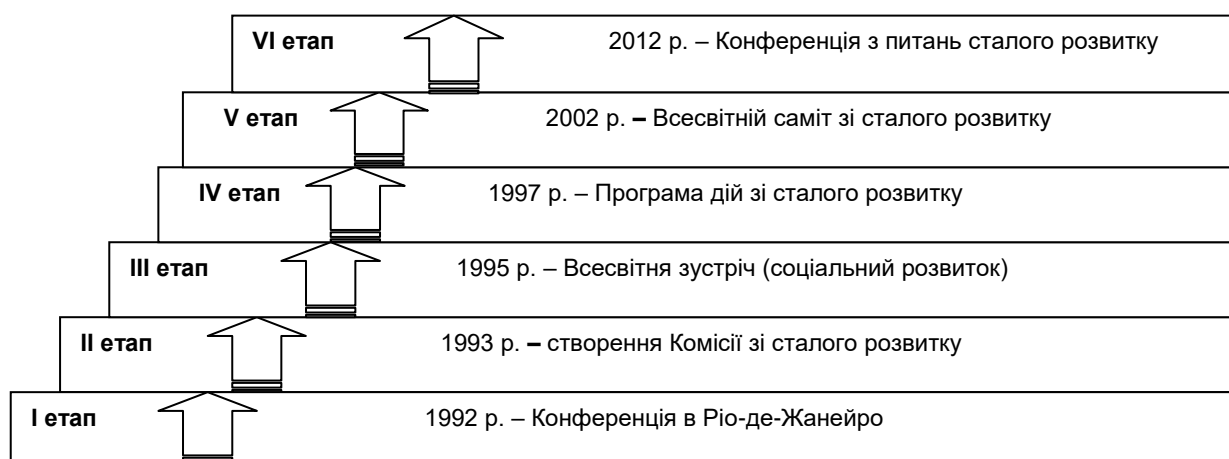 VI етап 2012 р. – Конференція з питань сталого розвитку
V етап 2002 р. – Всесвітній саміт зі сталого розвитку
IV етап 1997 р. – Програма дій зі сталого розвитку
III етап 1995 р. – Всесвітня зустріч (соціальний розвиток)
II етап 1993 р. – створення Комісії зі сталого розвитку
I етап 1992 р. – Конференція в Ріо-де-Жанейро